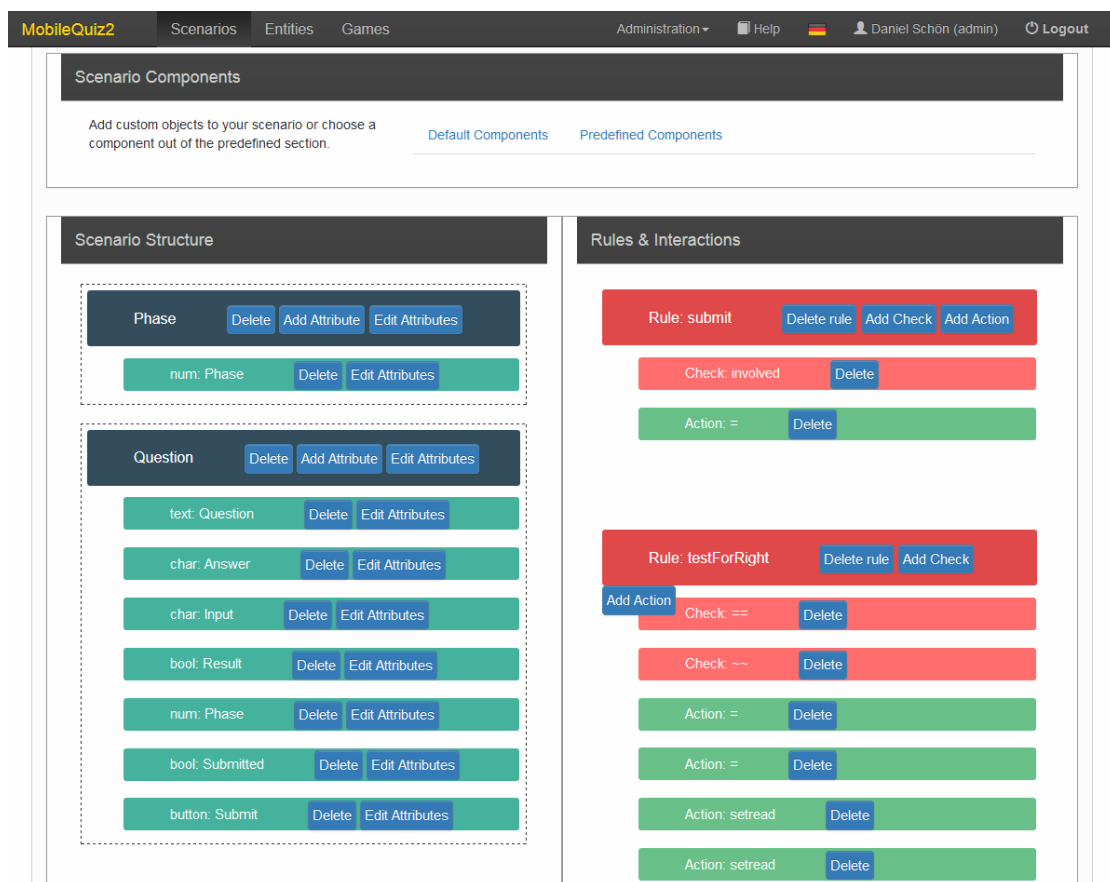 MobileQuiz2 Scenarios Entities Games Administration Help Daniel Schön (admin) Logout
Scenario Components
Add custom objects to your scenario or choose a
component out of the predefined section.
Default Components Predefined Components
Scenario Structure
Phase Delete Add Attribute Edit Attributes
num: Phase Delete Edit Attributes
Question Delete Add Attribute Edit Attributes
text: Question Delete Edit Attributes
char: Answer Delete Edit Attributes
char: Input Delete Edit Attributes
bool: Result Delete Edit Attributes
num: Phase Delete Edit Attributes
bool: Submitted Delete Edit Attributes
button: Submit Delete Edit Attributes
Rules & Interactions
Rule: submit Delete rule Add Check Add Action
Check: involved Delete
Action: = Delete
Rule: testForRight Delete rule Add Check
Add Action
Check: == Delete
Check: ~~ Delete
Action: = Delete
Action: = Delete
Action: setread Delete
Action: setread Delete